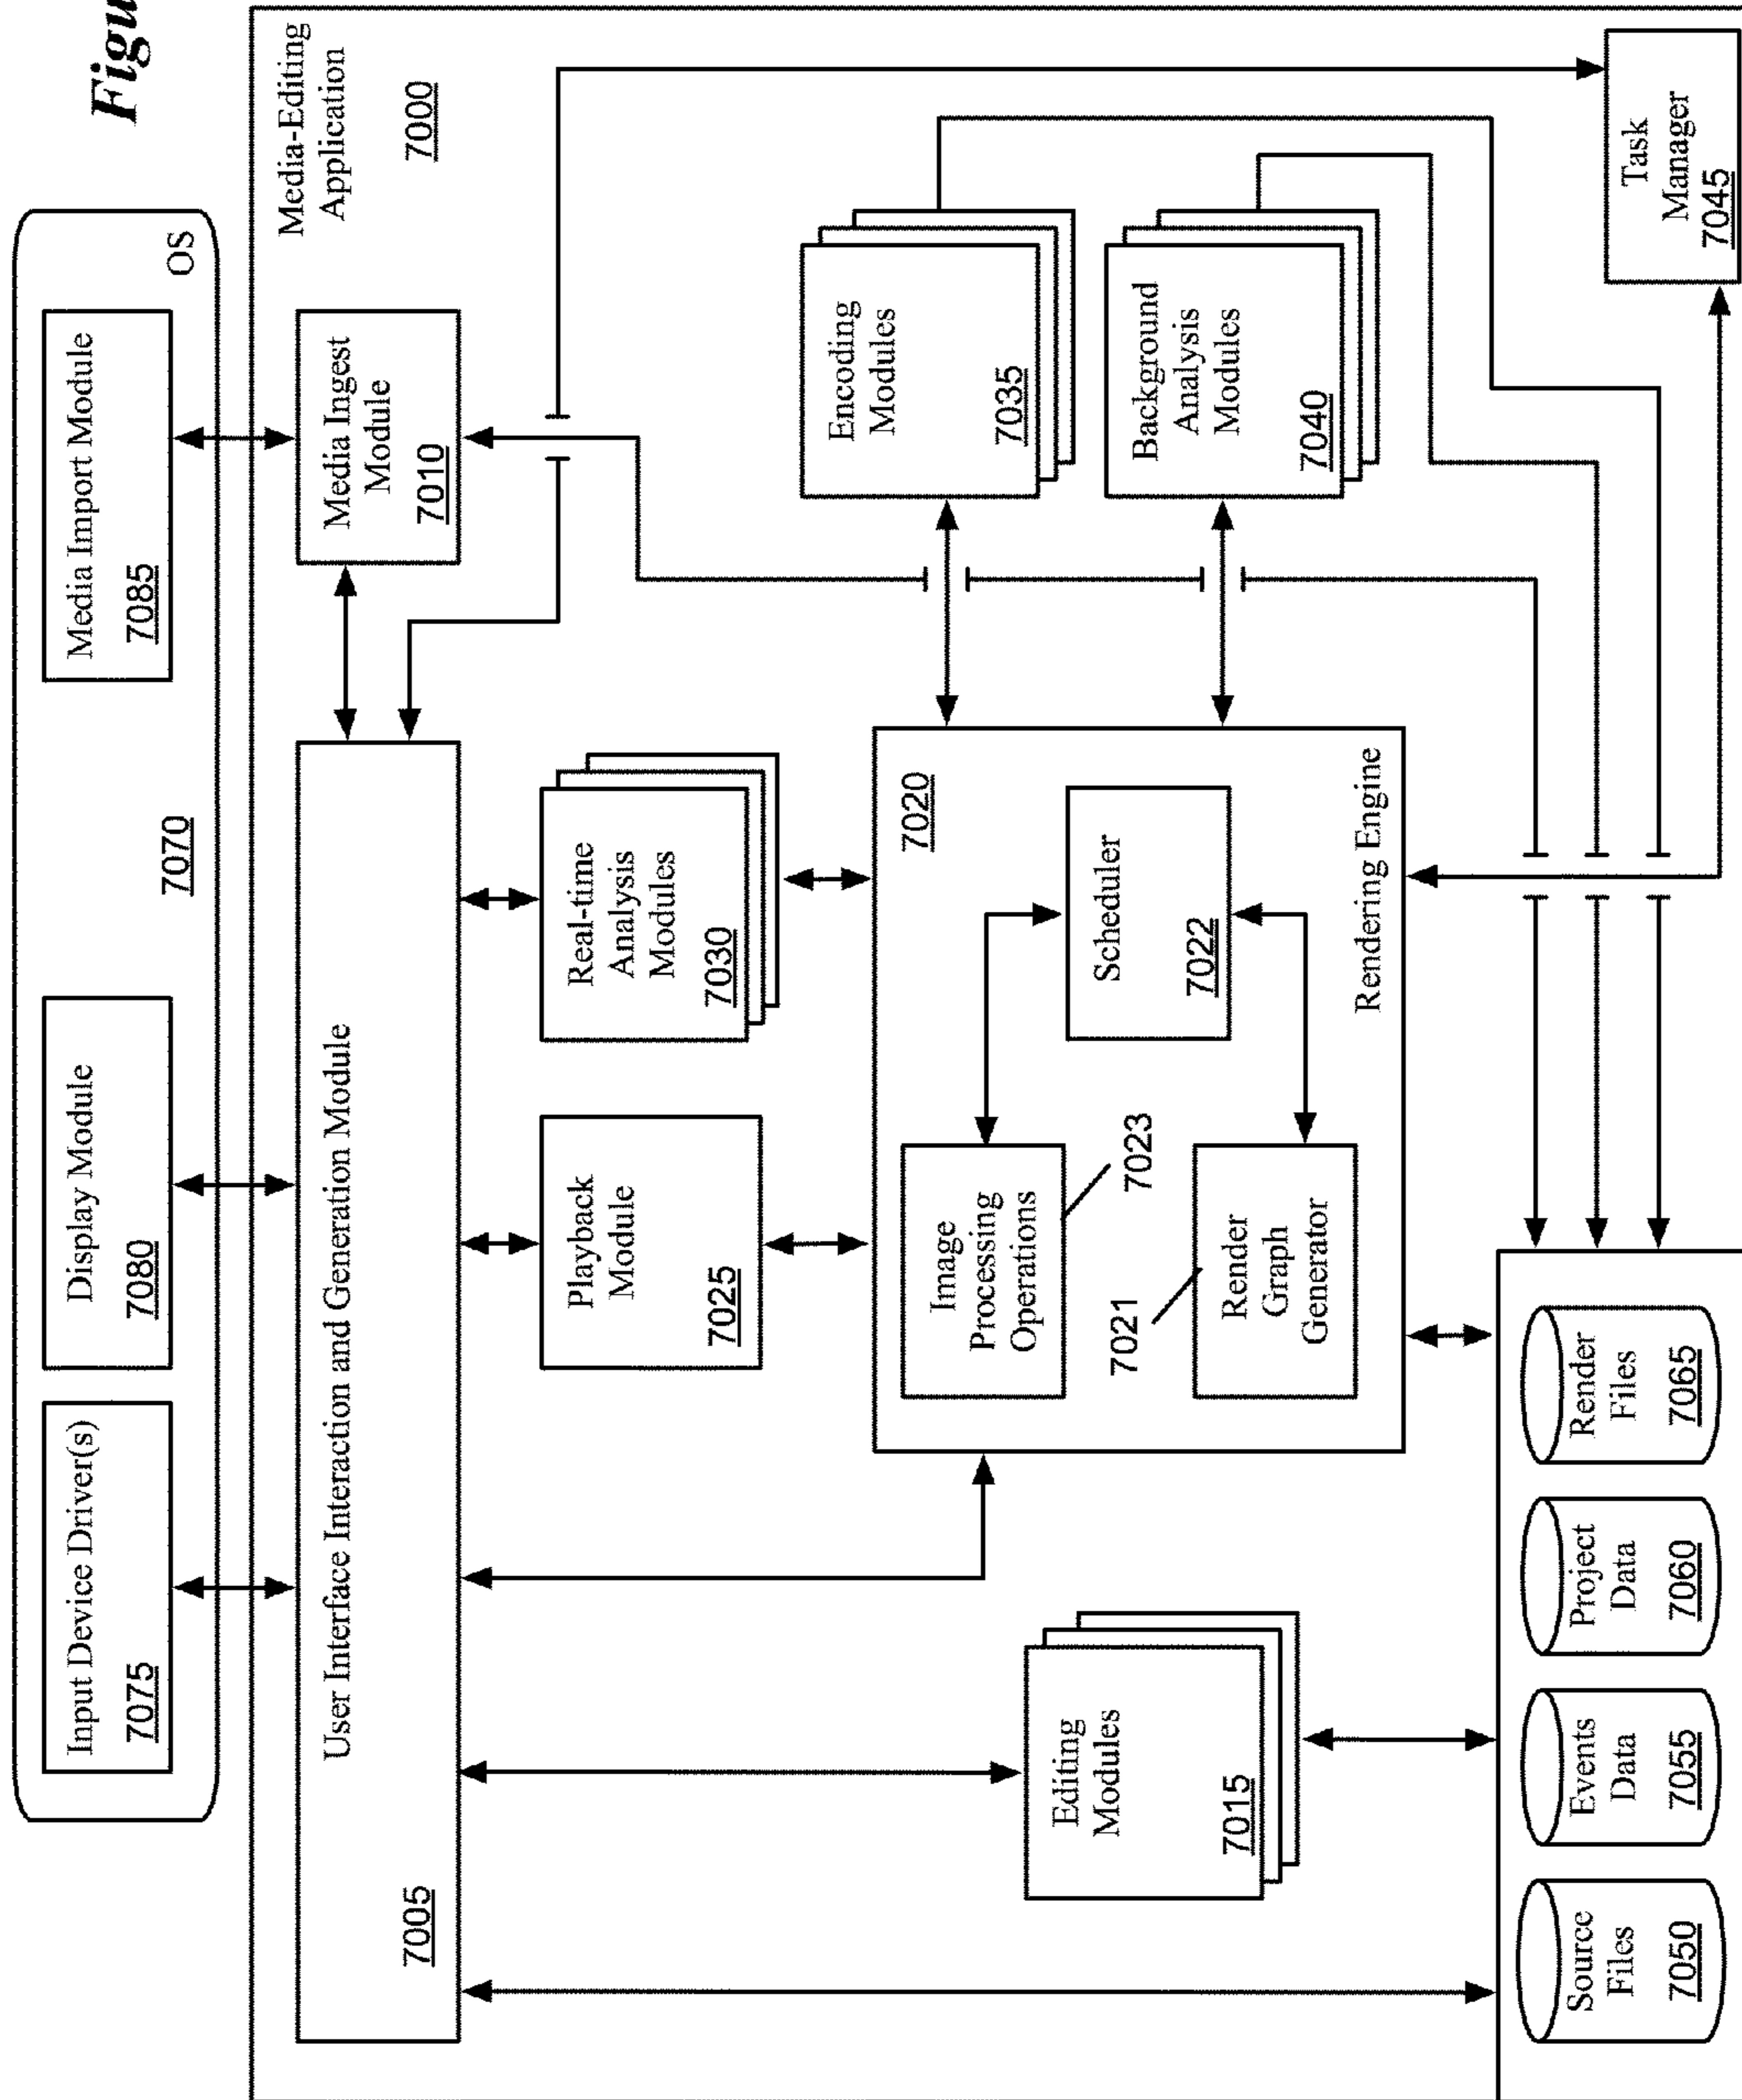 Figu
Input Device Driver(s)
7075
Display Module
7080
Media Import Module
7085
7070
OS
Media-Editing
Application
7000
User Interface Interaction and Generation Module
7005
Media Ingest
Module
7010
Playback
Module
7025
Real-time
Analysis
Modules
7030
Editing
Modules
7015
7020
Image
Processing
Operations
7023
Scheduler
7022
7021
Render
Graph
Generator
Rendering Engine
Encoding
Modules
7035
Background
Analysis
Modules
7040
Task
Manager
7045
Source
Files
7050
Events
Data
7055
Project
Data
7060
Render
Files
7065